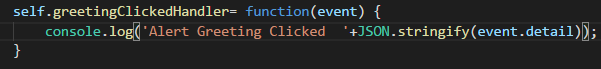 self.greetingClickedHandler= function(event) {
    console.log('Alert Greeting Clicked  '+JSON.stringify(event.detail));
}